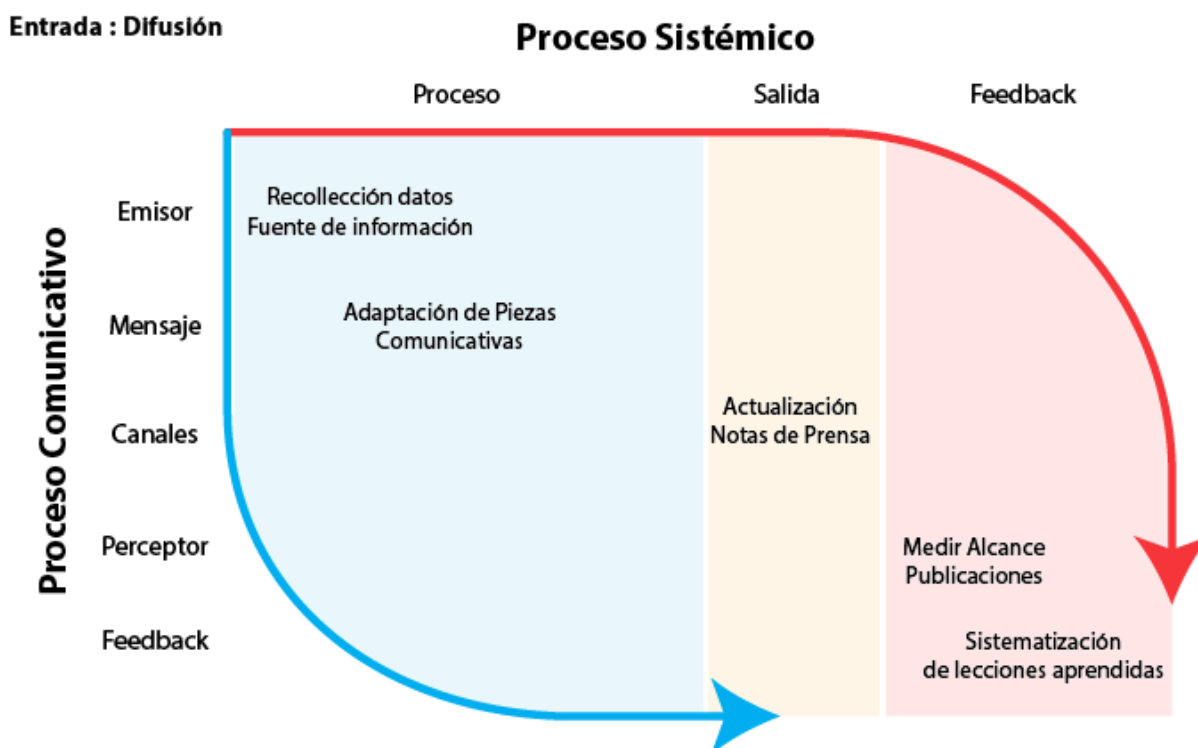 Entrada : Difusión
Proceso Sistémico
Proceso
Salida
Feedback
Proceso Comunicativo
Emisor
Recollección datos
Fuente de información
Mensaje
Adaptación de Piezas
Comunicativas
Canales
Actualización
Notas de Prensa
Perceptor
Medir Alcance
Publicaciones
Feedback
Sistematización
de lecciones aprendidas